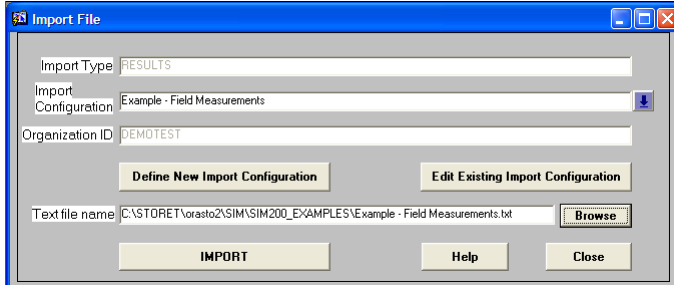 Import File
Import Type RESULTS
Import
Configuration Example - Field Measurements
Organization ID DEMOTEST
Define New Import Configuration Edit Existing Import Configuration
Text file name C:\STORET\orasto2\SIM\SIM200_EXAMPLES\Example - Field Measurements.txt Browse
IMPORT Help Close